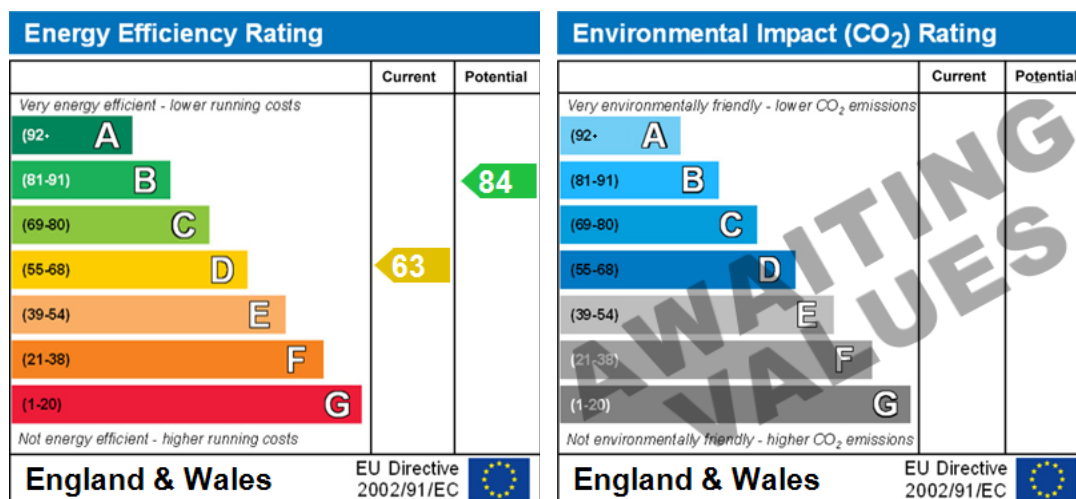 Energy Efficiency Rating
Current Potential
Very energy efficient - lower running costs
(92+ A
(81-91) B
84
(69-80) C
(55-68) D
63
(39-54) E
(21-38) F
(1-20) G
Not energy efficient - higher running costs
England & Wales
EU Directive
2002/91/EC
Environmental Impact (CO2) Rating
Current Potential
Very environmentally friendly - lower CO2 emissions
(92+ A
(81-91) B
(69-80) C
(55-68) D
(39-54) E
(21-38) F
(1-20) G
AWAITING
VALUES
Not environmentally friendly - higher CO2 emissions
England & Wales
EU Directive
2002/91/EC